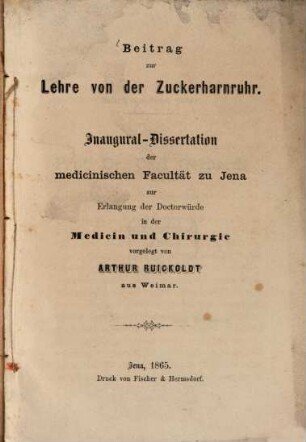 Beitrag
zur
Lehre von der Zuckerharnruhr.
Inaugural-Dissertation
der
medicinischen Facultät zu Jena
zur
Erlangung der Doctorwürde
in der
Medicin und Chirurgie
vorgelegt von
ARTHUR RUICKOLDT
aus Weimar.
Jena, 1865.
Druck von Fischer & Hermsdorf.